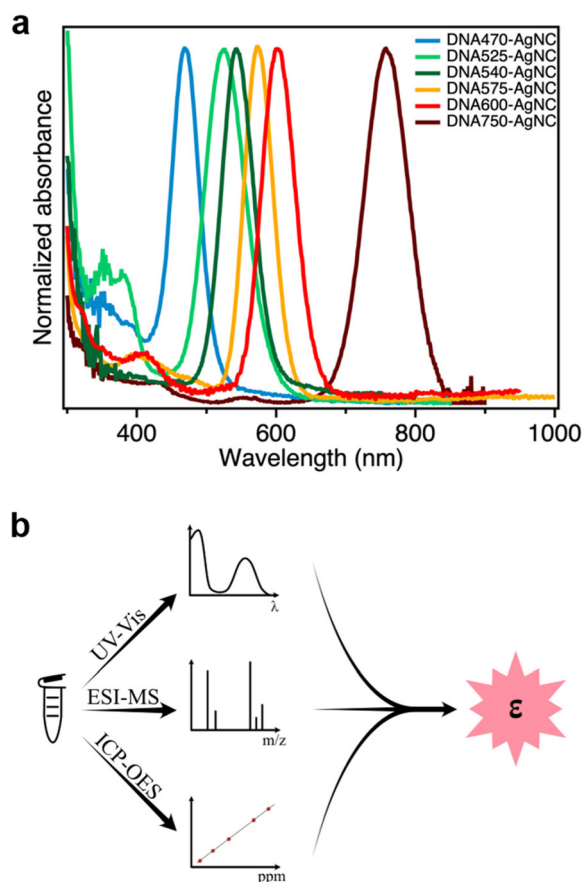 a
DNA470-AgNC
DNA525-AgNC
DNA540-AgNC
DNA575-AgNC
DNA600-AgNC
DNA750-AgNC
Normalized absorbance
400
600
800
1000
Wavelength (nm)
b
UV-Vis
λ
ESI-MS
m/z
ICP-OES
ppm
ε